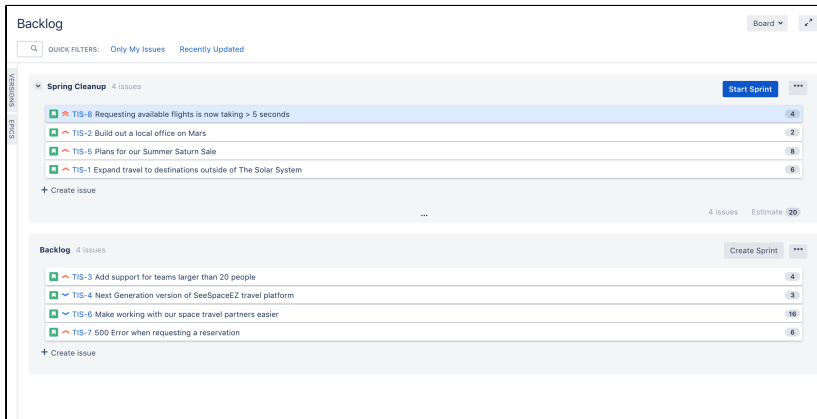 Backlog
Board
QUICK FILTERS: Only My Issues Recently Updated
VERSIONS
EPICS
Spring Cleanup 4 issues
Start Sprint
TIS-8 Requesting available flights is now taking > 5 seconds 4
TIS-2 Build out a local office on Mars 2
TIS-5 Plans for our Summer Saturn Sale 8
TIS-1 Expand travel to destinations outside of The Solar System 6
+ Create issue
...
4 issues Estimate 20
Backlog 4 issues
Create Sprint
TIS-3 Add support for teams larger than 20 people 4
TIS-4 Next Generation version of SeeSpaceEZ travel platform 3
TIS-6 Make working with our space travel partners easier 16
TIS-7 500 Error when requesting a reservation 6
+ Create issue